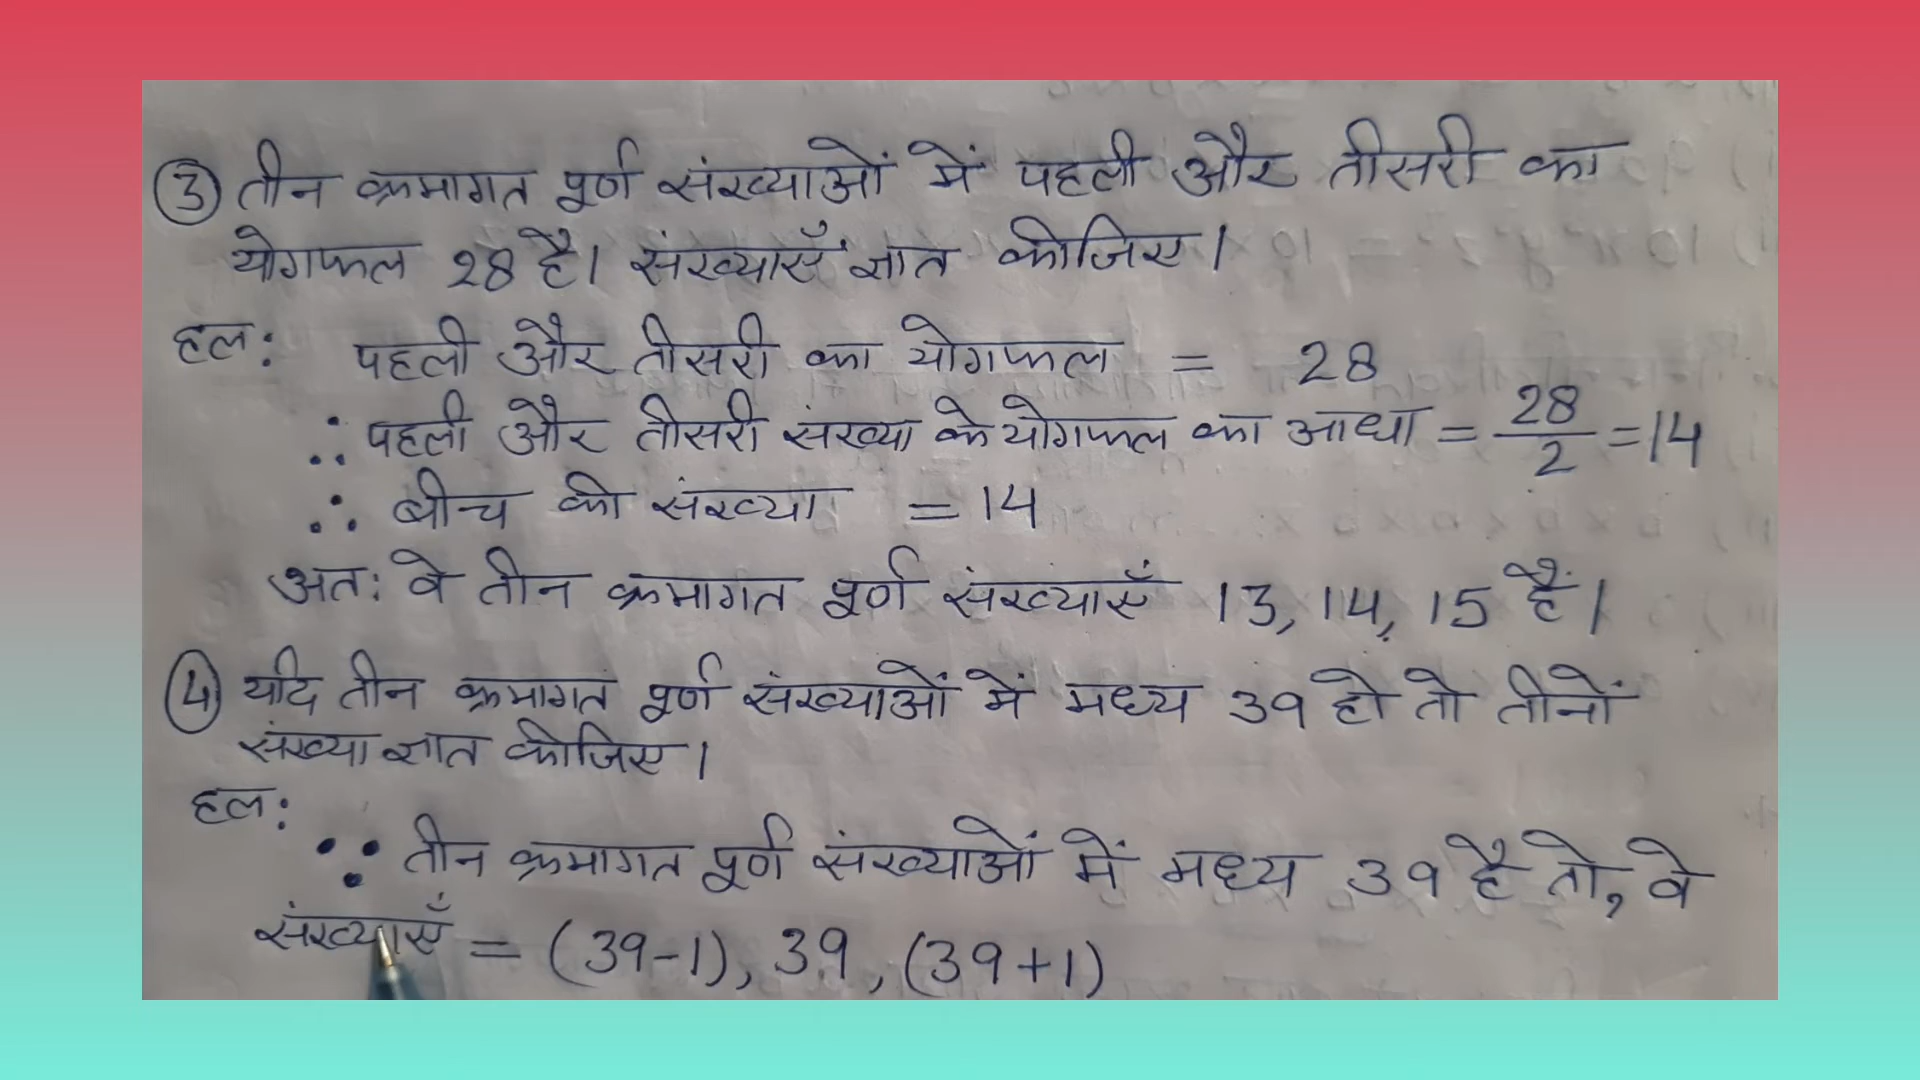 ③ तीन क्रमागत पूर्ण संख्याओं में पहली और तीसरी का
योगफल 28 है। संख्याएँ ज्ञात कीजिए।
हल: पहली और तीसरी का योगफल = 28
∴ पहली और तीसरी संख्या के योगफल का आधा = 28/2 = 14
∴ बीच की संख्या = 14
अत: वे तीन क्रमागत पूर्ण संख्याएँ 13, 14, 15 हैं।
④ यदि तीन क्रमागत पूर्ण संख्याओं में मध्य 39 हो तो तीनों
संख्या ज्ञात कीजिए।
हल:
∵ तीन क्रमागत पूर्ण संख्याओं में मध्य 39 है तो, वे
संख्याएँ = (39-1), 39, (39+1)